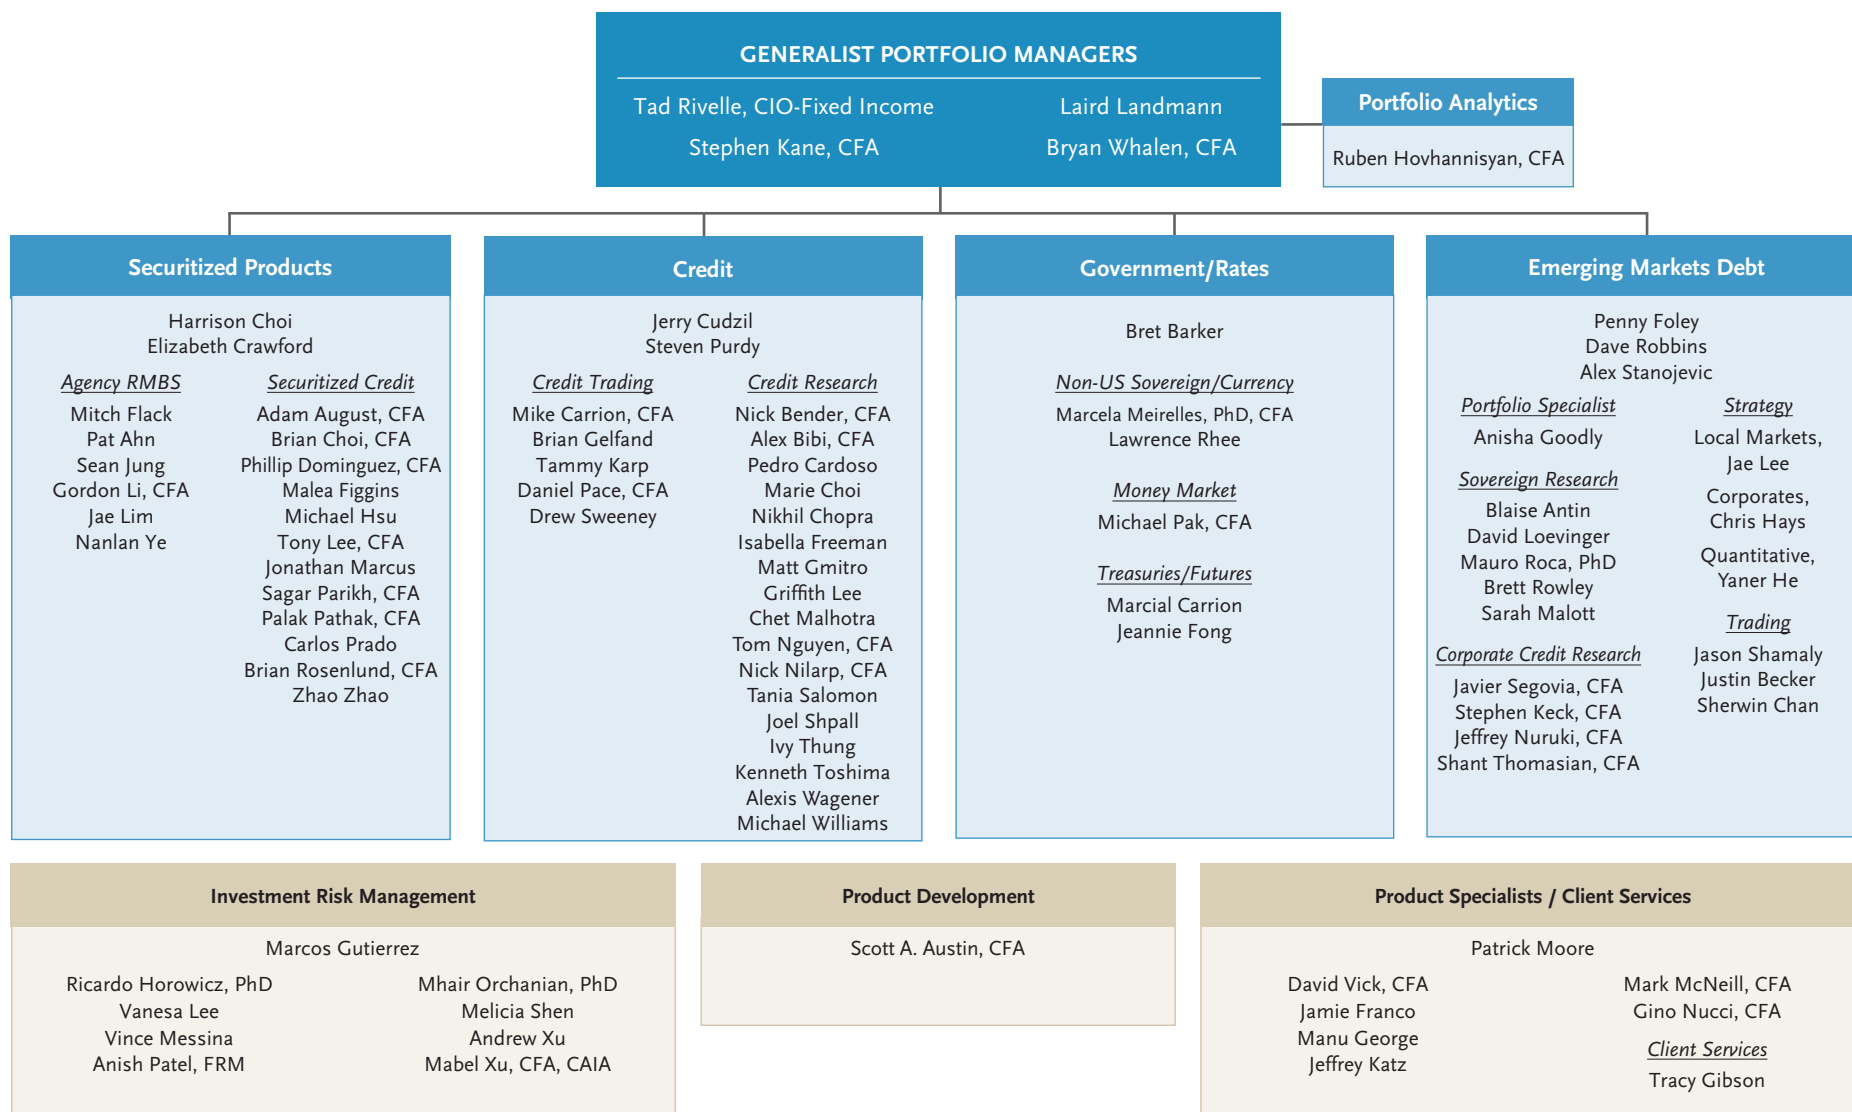 GENERALIST PORTFOLIO MANAGERS
Tad Rivelle, CIO-Fixed Income
Laird Landmann
Stephen Kane, CFA
Bryan Whalen, CFA
Portfolio Analytics
Ruben Hovhannisyan, CFA
Securitized Products
Harrison Choi
Elizabeth Crawford
Agency RMBS
Mitch Flack
Pat Ahn
Sean Jung
Gordon Li, CFA
Jae Lim
Nanlan Ye
Securitized Credit
Adam August, CFA
Brian Choi, CFA
Phillip Dominguez, CFA
Malea Figgins
Michael Hsu
Tony Lee, CFA
Jonathan Marcus
Sagar Parikh, CFA
Palak Pathak, CFA
Carlos Prado
Brian Rosenlund, CFA
Zhao Zhao
Credit
Jerry Cudzil
Steven Purdy
Credit Trading
Mike Carrion, CFA
Brian Gelfand
Tammy Karp
Daniel Pace, CFA
Drew Sweeney
Credit Research
Nick Bender, CFA
Alex Bibi, CFA
Pedro Cardoso
Marie Choi
Nikhil Chopra
Isabella Freeman
Matt Gmitro
Griffith Lee
Chet Malhotra
Tom Nguyen, CFA
Nick Nilarp, CFA
Tania Salomon
Joel Shpall
Ivy Thung
Kenneth Toshima
Alexis Wagener
Michael Williams
Government/Rates
Bret Barker
Non-US Sovereign/Currency
Marcela Meirelles, PhD, CFA
Lawrence Rhee
Money Market
Michael Pak, CFA
Treasuries/Futures
Marcial Carrion
Jeannie Fong
Emerging Markets Debt
Penny Foley
Dave Robbins
Alex Stanojevic
Portfolio Specialist
Anisha Goodly
Sovereign Research
Blaise Antin
David Loevinger
Mauro Roca, PhD
Brett Rowley
Sarah Malott
Corporate Credit Research
Javier Segovia, CFA
Stephen Keck, CFA
Jeffrey Nuruki, CFA
Shant Thomasian, CFA
Strategy
Local Markets,
Jae Lee
Corporates,
Chris Hays
Quantitative,
Yaner He
Trading
Jason Shamaly
Justin Becker
Sherwin Chan
Investment Risk Management
Marcos Gutierrez
Ricardo Horowicz, PhD
Vanesa Lee
Vince Messina
Anish Patel, FRM
Mhair Orchanian, PhD
Melicia Shen
Andrew Xu
Mabel Xu, CFA, CAIA
Product Development
Scott A. Austin, CFA
Product Specialists / Client Services
Patrick Moore
David Vick, CFA
Jamie Franco
Manu George
Jeffrey Katz
Mark McNeill, CFA
Gino Nucci, CFA
Client Services
Tracy Gibson